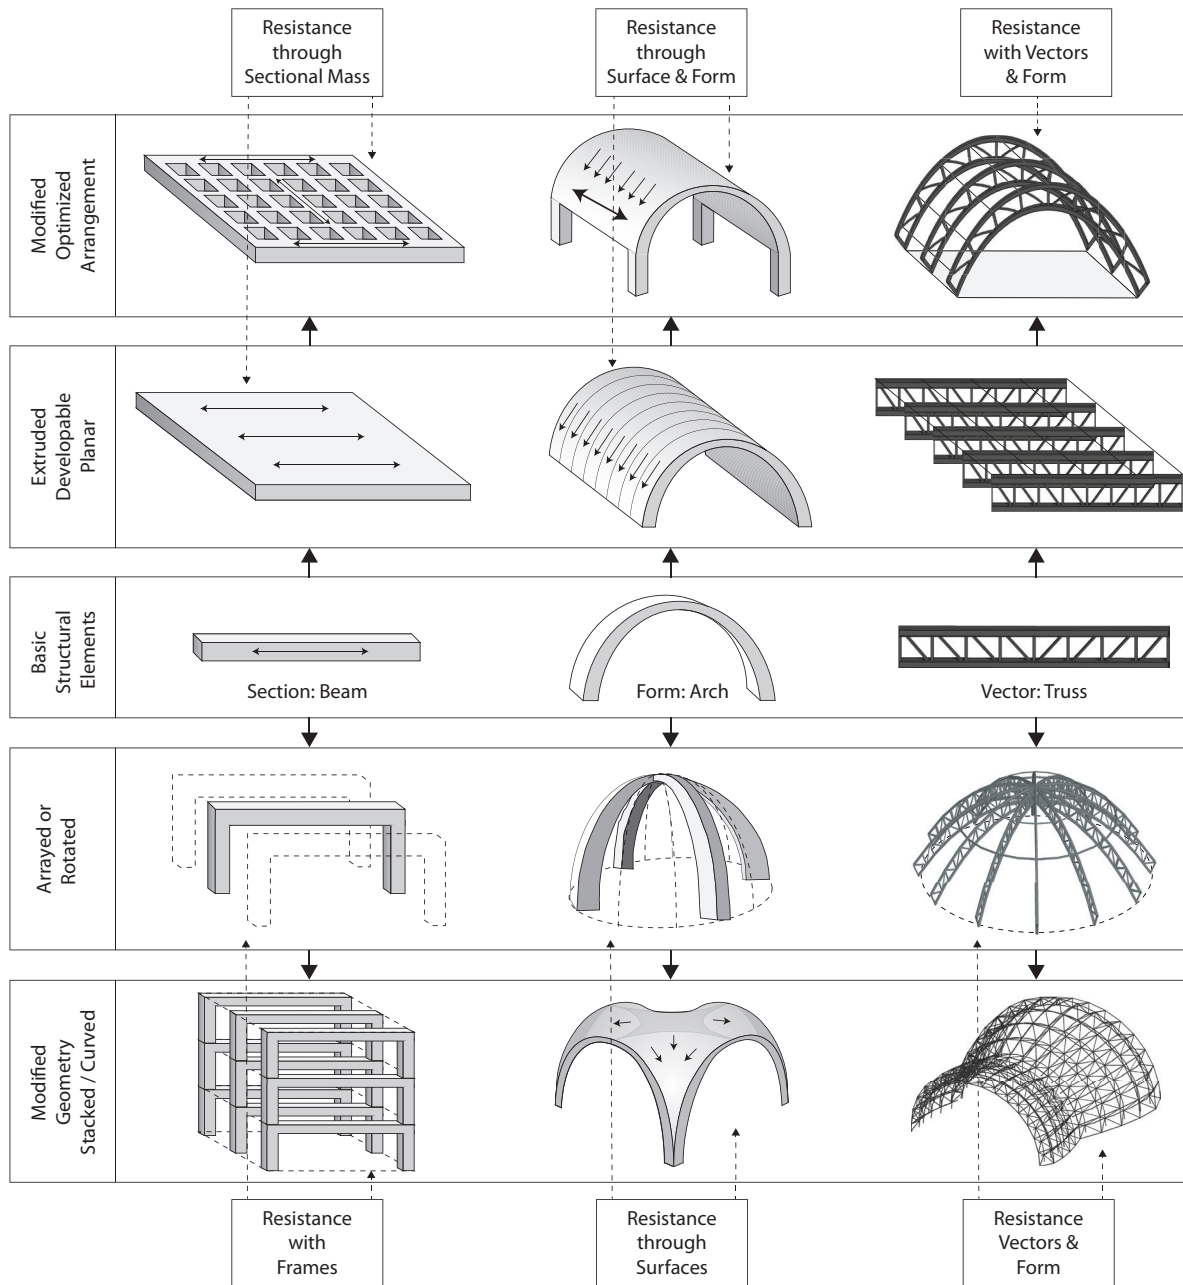 Resistance
through
Sectional Mass
Resistance
through
Surface & Form
Resistance
with Vectors
& Form
Modified
Optimized
Arrangement
Extruded
Developable
Planar
Basic
Structural
Elements
Section: Beam
Form: Arch
Vector: Truss
Arrayed or
Rotated
Modified
Geometry
Stacked / Curved
Resistance
with
Frames
Resistance
through
Surfaces
Resistance
Vectors &
Form